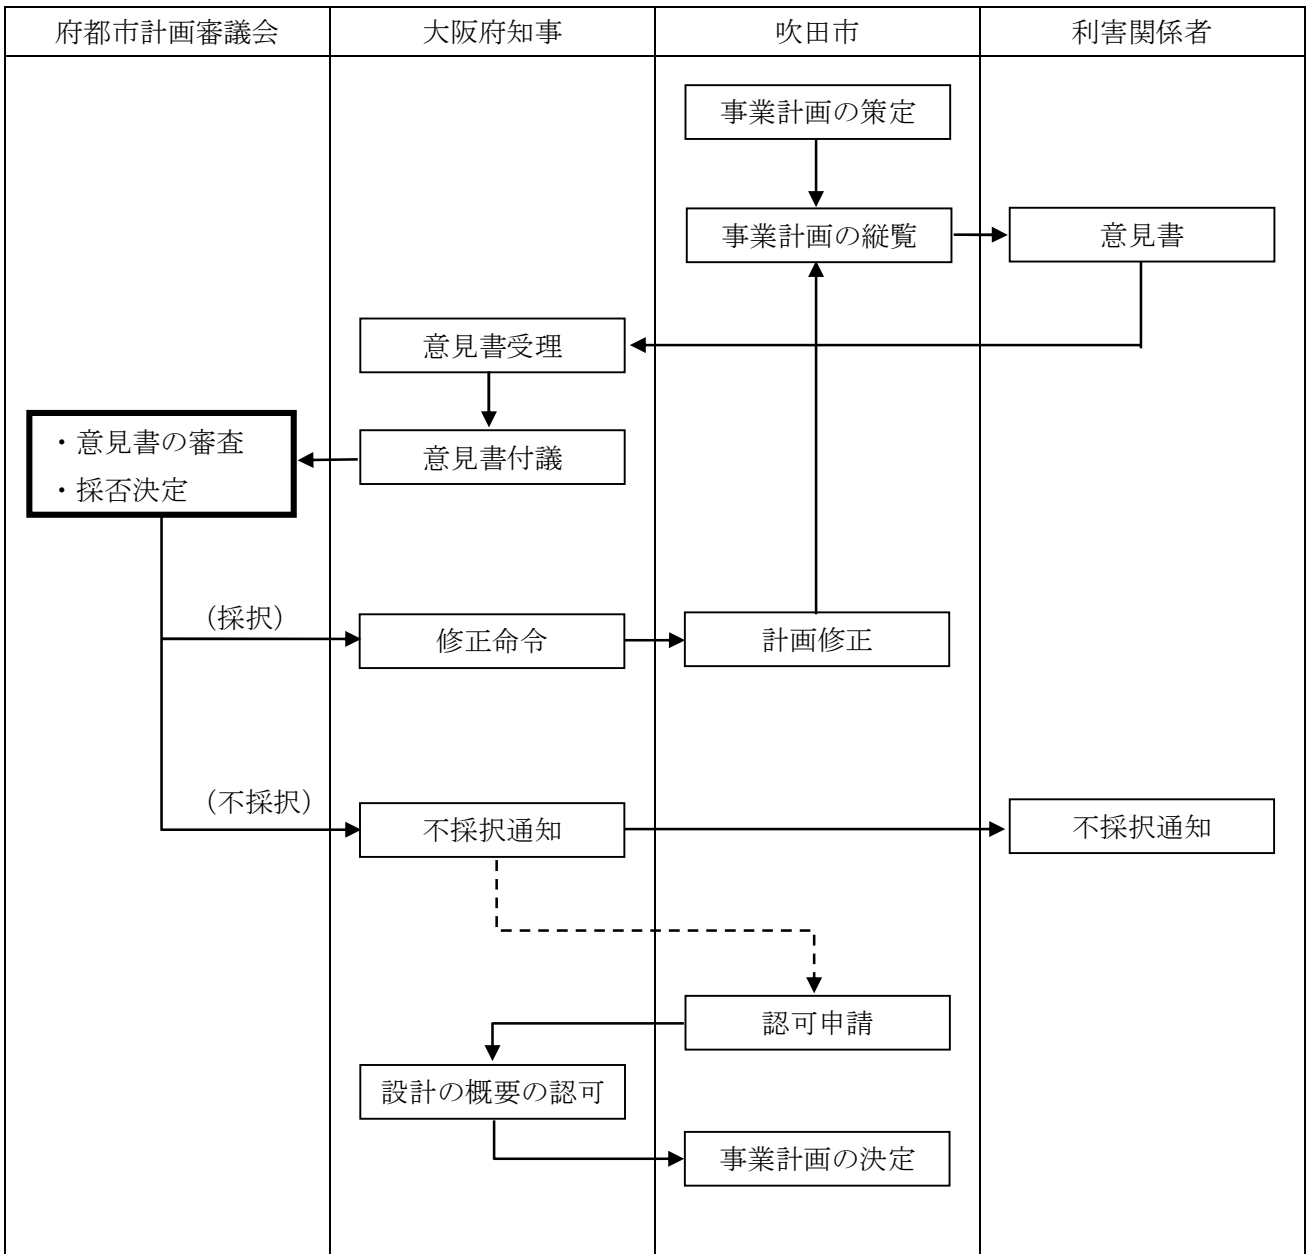 府都市計画審議会
大阪府知事
吹田市
利害関係者
事業計画の策定
事業計画の縦覧
意見書
意見書受理
意見書付議
・意見書の審査
・採否決定
（採択）
修正命令
計画修正
（不採択）
不採択通知
不採択通知
認可申請
設計の概要の認可
事業計画の決定